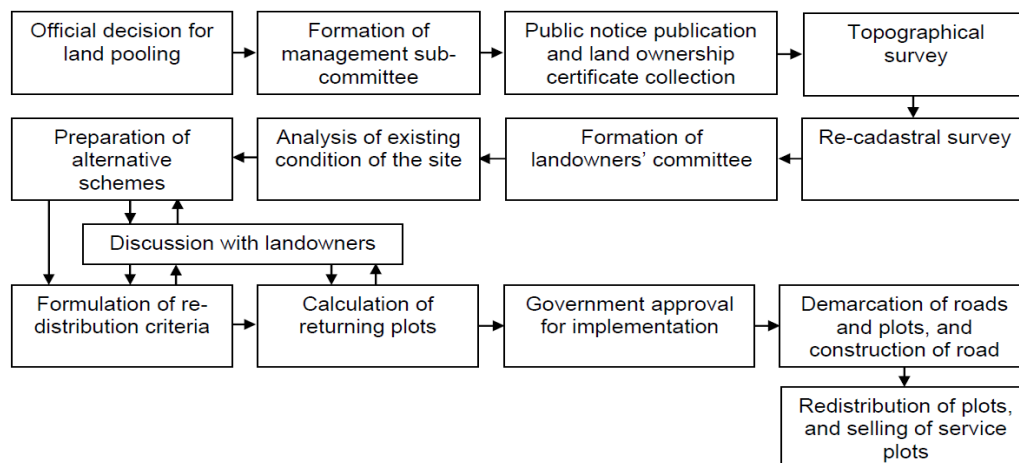 Official decision for
land pooling
Formation of
management sub-
committee
Public notice publication
and land ownership
certificate collection
Topographical
survey
Preparation of
alternative
schemes
Analysis of existing
condition of the site
Formation of
landowners' committee
Re-cadastral survey
Discussion with landowners
Formulation of re-
distribution criteria
Calculation of
returning plots
Government approval
for implementation
Demarcation of roads
and plots, and
construction of road
Redistribution of plots,
and selling of service
plots